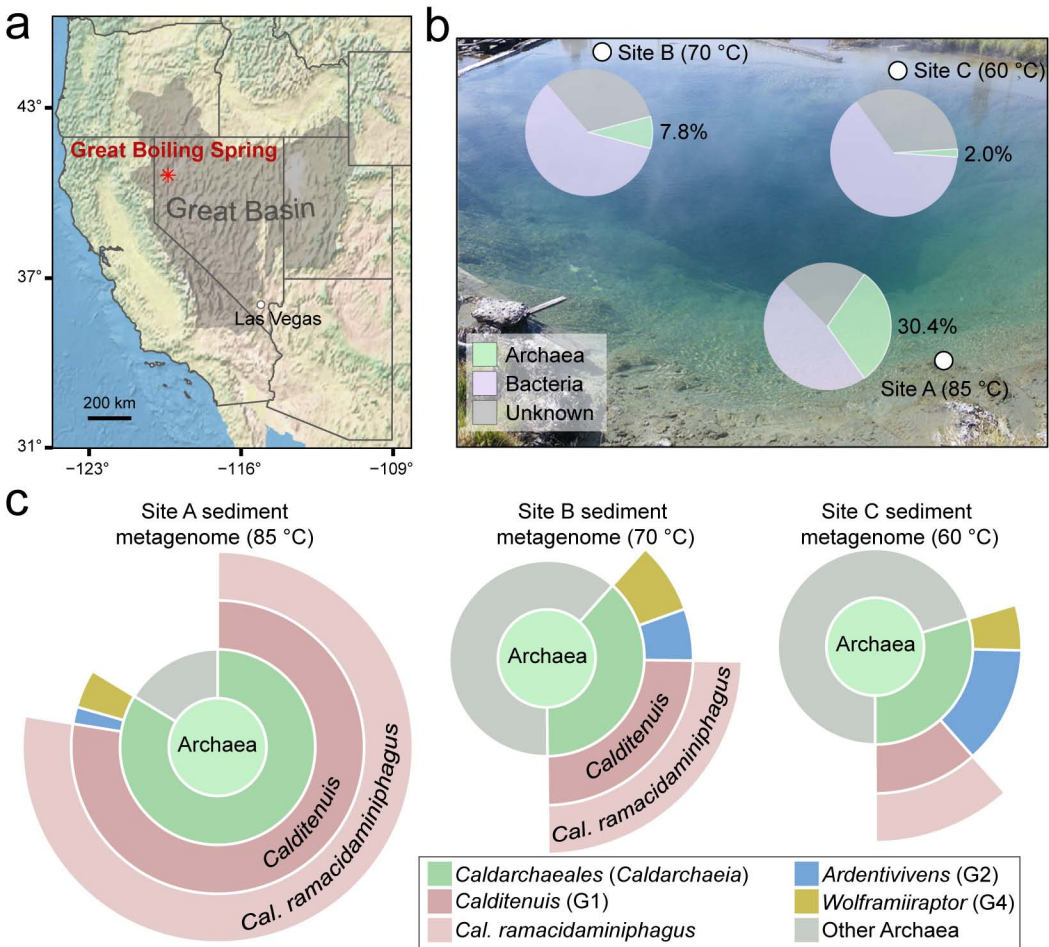 a
43°
37°
31°
Great Boiling Spring
Great Basin
Las Vegas
200 km
−123°
−116°
−109°
b
Site B (70 °C)
7.8%
Site C (60 °C)
2.0%
30.4%
Site A (85 °C)
Archaea
Bacteria
Unknown
c
Site A sediment
metagenome (85 °C)
Archaea
Calditenuis
Cal. ramacidaminiphagus
Site B sediment
metagenome (70 °C)
Archaea
Calditenuis
Cal. ramacidaminiphagus
Site C sediment
metagenome (60 °C)
Archaea
Caldarchaeales (Caldarchaeia)
Calditenuis (G1)
Cal. ramacidaminiphagus
Ardentivivens (G2)
Wolframiiraptor (G4)
Other Archaea